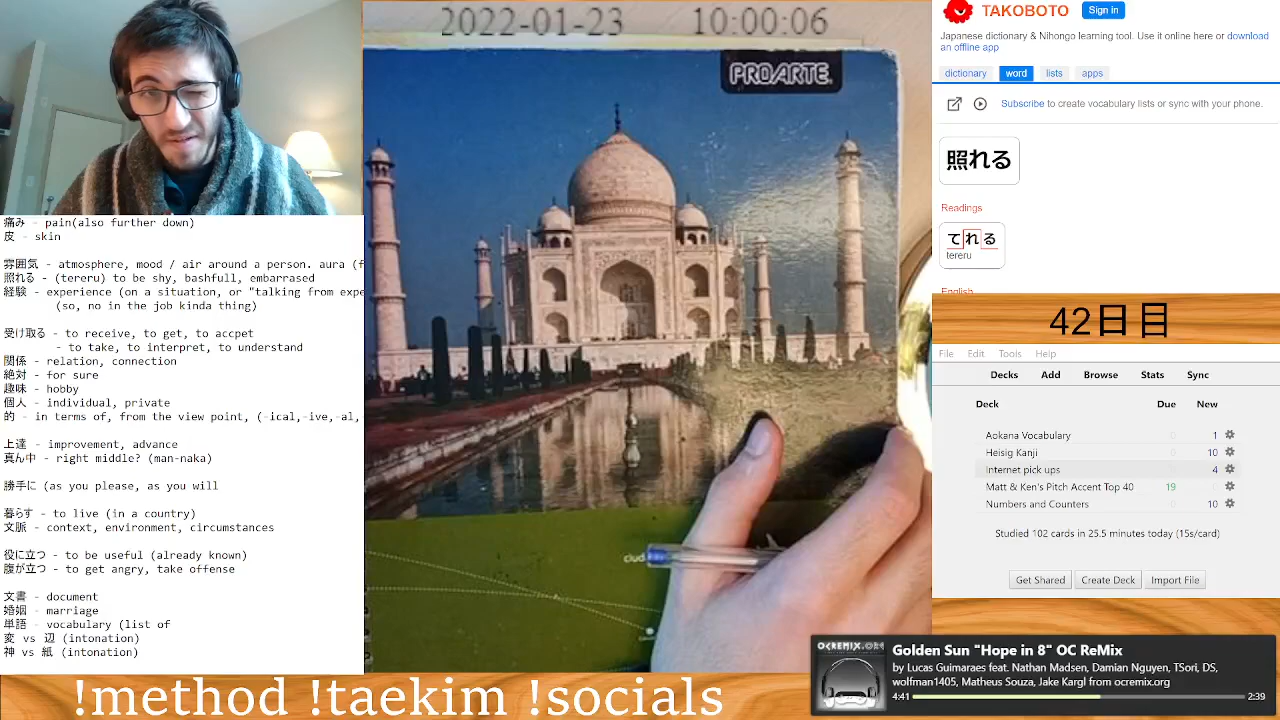 2022-01-23 10:00:06
PROARTE
痛み - pain(also further down)
皮 - skin
雰囲気 - atmosphere, mood / air around a person. aura (f
照れる - (tereru) to be shy, bashfull, embarrased
経験 - experience (on a situation, or "talking from expe
(so, no in the job kinda thing)
受け取る - to receive, to get, to accpet
- to take, to interpret, to understand
関係 - relation, connection
絶対 - for sure
趣味 - hobby
個人 - individual, private
的 - in terms of, from the view point, (-ical,-ive,-al,
上達 - improvement, advance
真ん中 - right middle? (man-naka)
勝手に (as you please, as you will
暮らす - to live (in a country)
文脈 - context, environment, circumstances
役に立つ - to be useful (already known)
腹が立つ - to get angry, take offense
文書 - document
婚姻 - marriage
単語 - vocabulary (list of
変 vs 辺 (intonation)
神 vs 紙 (intonation)
!method !taekim !socials
TAKOBOTO
Sign in
Japanese dictionary & Nihongo learning tool. Use it online here or download
an offline app
dictionary word lists apps
Subscribe to create vocabulary lists or sync with your phone.
照れる
Readings
てれる
tereru
English
42日目
File Edit Tools Help
Decks Add Browse Stats Sync
Deck Due New
Aokana Vocabulary 0 1
Heisig Kanji 0 10
Internet pick ups 0 4
Matt & Ken's Pitch Accent Top 40 19 0
Numbers and Counters 0 10
Studied 102 cards in 25.5 minutes today (15s/card)
Get Shared Create Deck Import File
OCREMIX.ORG
Golden Sun "Hope in 8" OC ReMix
by Lucas Guimaraes feat. Nathan Madsen, Damian Nguyen, TSori, DS,
wolfman1405, Matheus Souza, Jake Kargl from ocremix.org
4:41 2:39